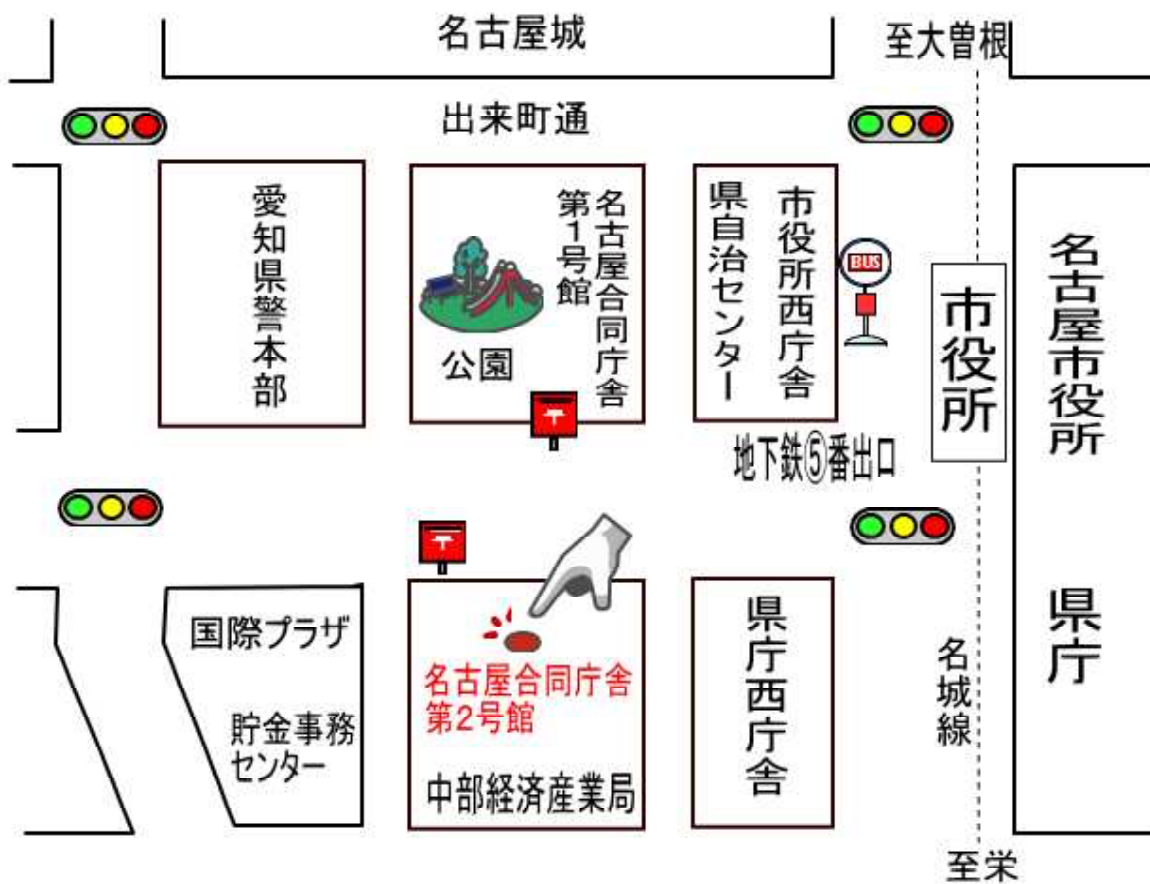 名古屋城
至大曽根
出来町通
愛知県警本部
公園
名古屋合同庁舎
第1号館
市役所西庁舎
県自治センター
BUS
市役所
名古屋市役所
地下鉄⑤番出口
〒
〒
国際プラザ
貯金事務
センター
名古屋合同庁舎
第2号館
中部経済産業局
県庁西庁舎
名城線
県庁
至栄